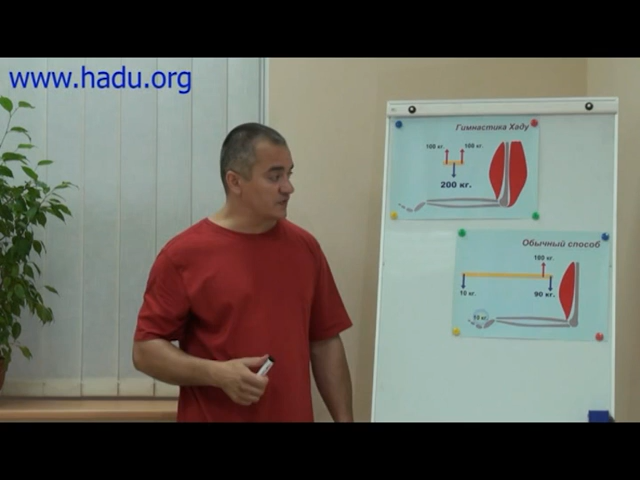 www.hadu.org
Гимнастика Хаду
100 кг. 100 кг.
200 кг.
Обычный способ
100 кг.
10 кг. 90 кг.
10 кг.